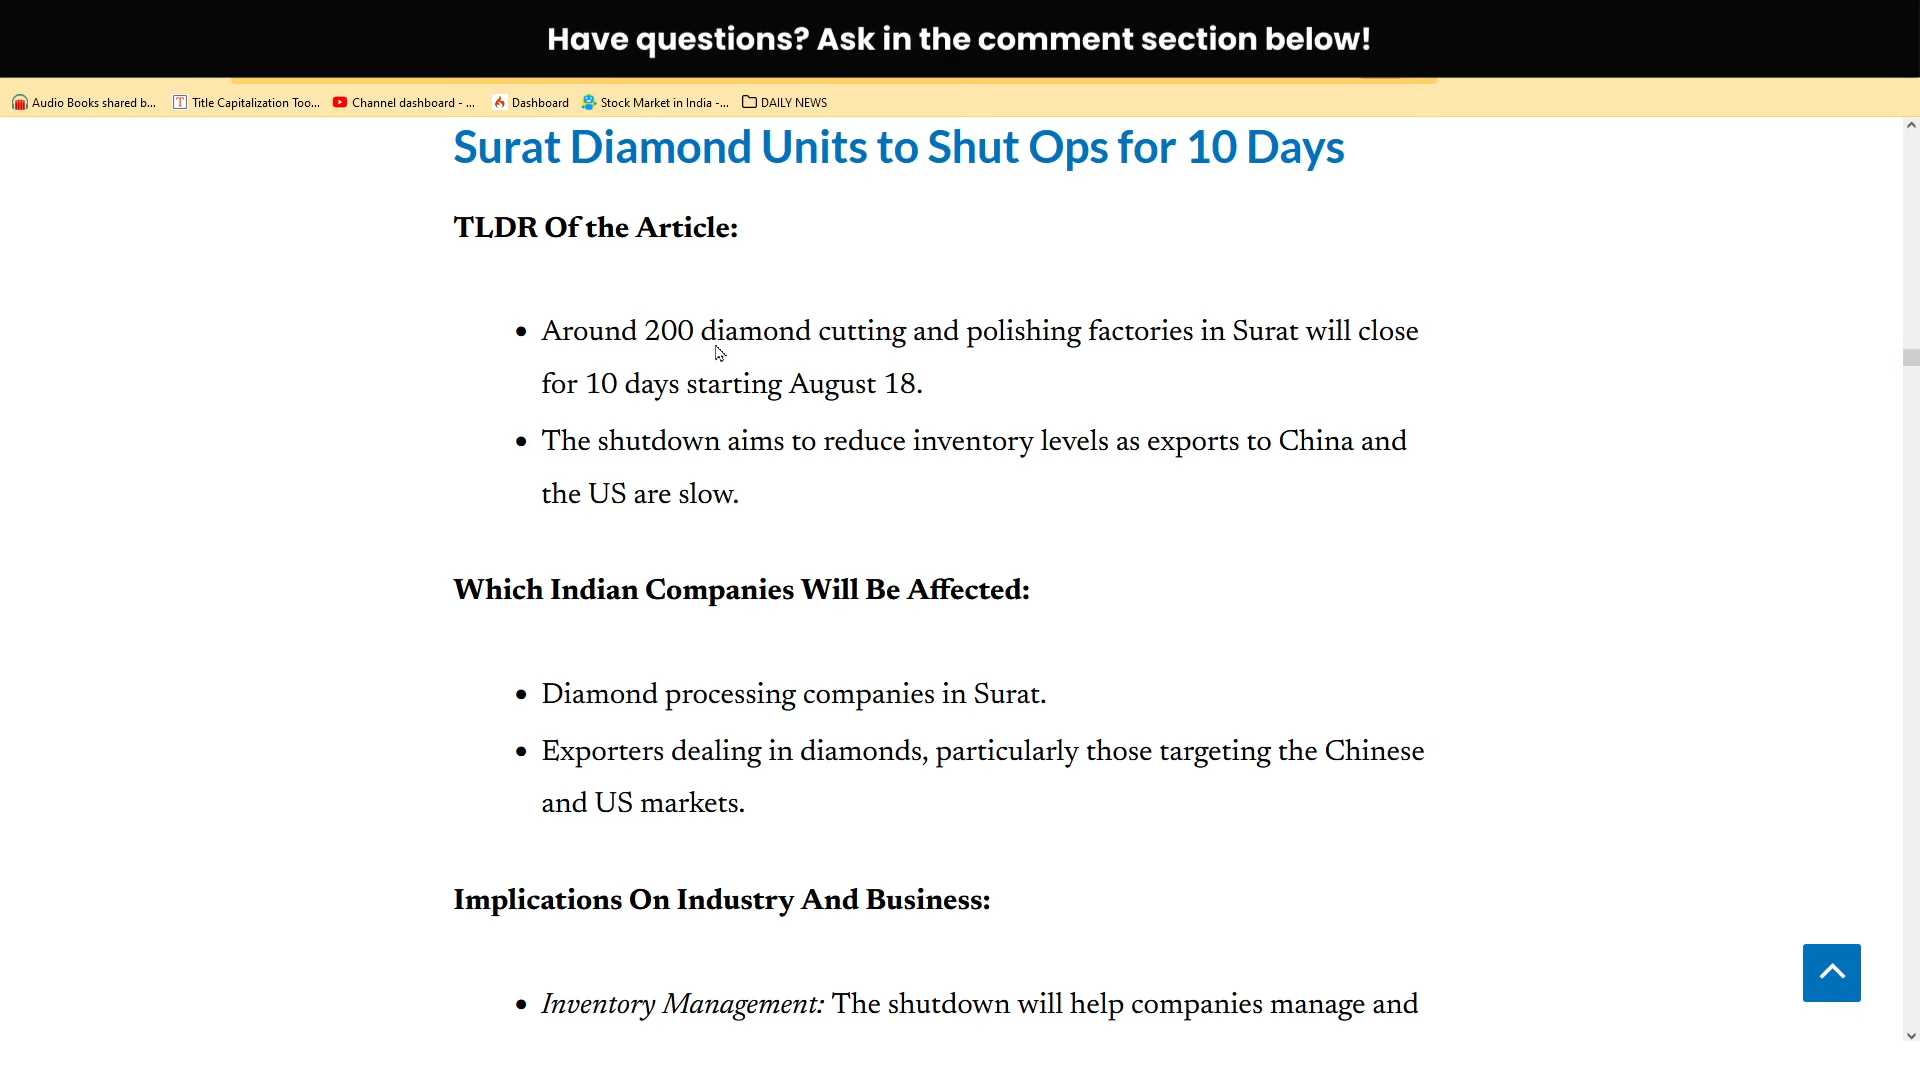 Have questions? Ask in the comment section below!
Audio Books shared b... Title Capitalization Too... Channel dashboard - ... Dashboard Stock Market in India -... DAILY NEWS
Surat Diamond Units to Shut Ops for 10 Days
TLDR Of the Article:
Around 200 diamond cutting and polishing factories in Surat will close
for 10 days starting August 18.
The shutdown aims to reduce inventory levels as exports to China and
the US are slow.
Which Indian Companies Will Be Affected:
Diamond processing companies in Surat.
Exporters dealing in diamonds, particularly those targeting the Chinese
and US markets.
Implications On Industry And Business:
Inventory Management: The shutdown will help companies manage and